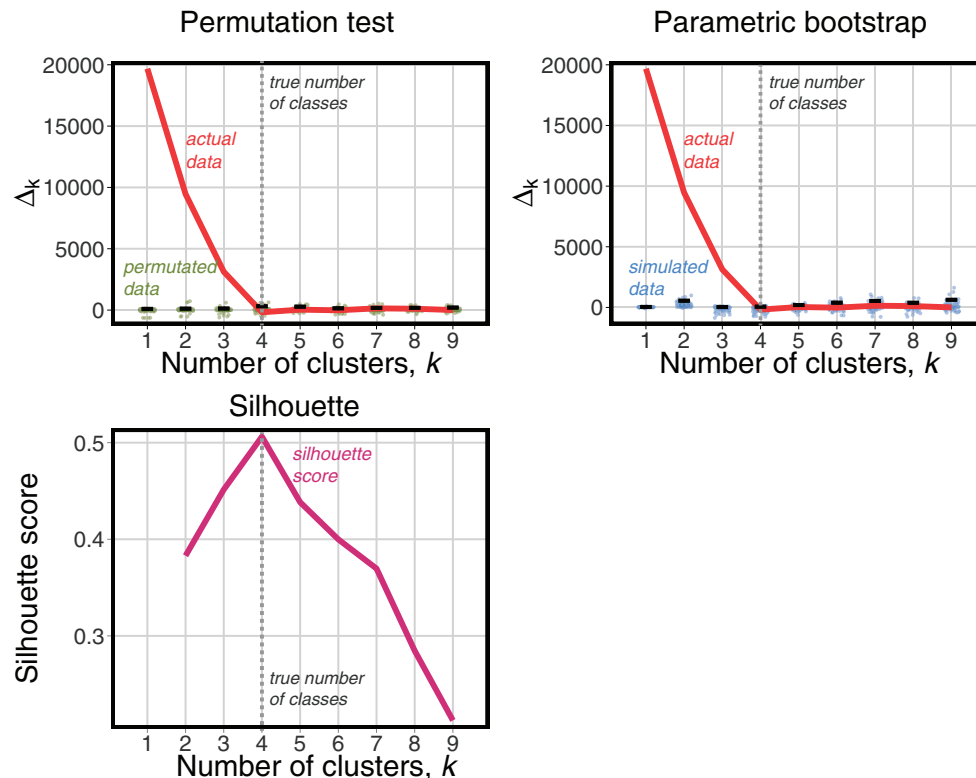 Permutation test
20000
15000
10000
5000
0
Δk
true number
of classes
actual
data
permutated
data
1 2 3 4 5 6 7 8 9
Number of clusters, k
Parametric bootstrap
20000
15000
10000
5000
0
Δk
true number
of classes
actual
data
simulated
data
1 2 3 4 5 6 7 8 9
Number of clusters, k
Silhouette
0.5
0.4
0.3
Silhouette score
silhouette
score
true number
of classes
1 2 3 4 5 6 7 8 9
Number of clusters, k